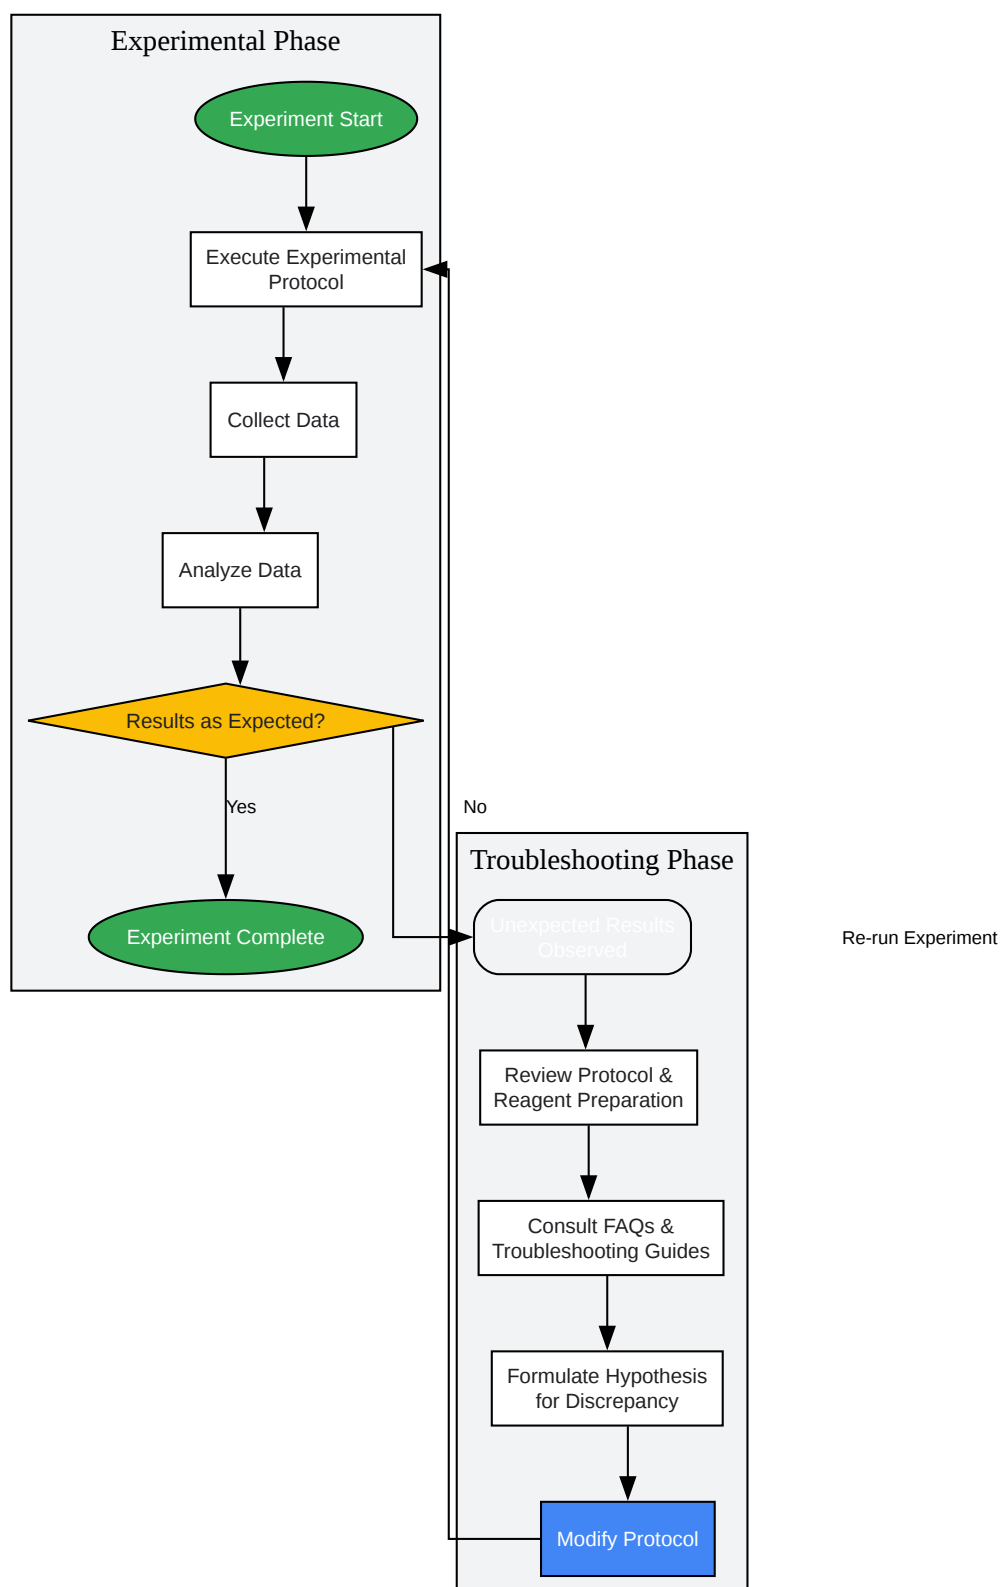 Experimental Phase
Experiment Start
Execute Experimental
Protocol
Collect Data
Analyze Data
Results as Expected?
Yes
No
Experiment Complete
Troubleshooting Phase
Unexpected Results
Observed
Re-run Experiment
Review Protocol &
Reagent Preparation
Consult FAQs &
Troubleshooting Guides
Formulate Hypothesis
for Discrepancy
Modify Protocol